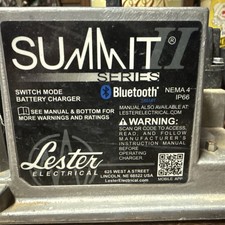 SUMMIT II®
SERIES
SWITCH MODE
BATTERY CHARGER
Bluetooth®
SMART
NEMA 4
IP66
SEE MANUAL & BOTTOM FOR
MORE WARNINGS AND RATINGS
MANUAL ALSO AVAILABLE AT:
LESTERELECTRICAL.COM
WARNING:
SCAN QR CODE TO ACCESS,
READ, AND FOLLOW
MANUFACTURER'S
INSTRUCTION MANUAL
BEFORE
OPERATING
CHARGER.
Lester
ELECTRICAL
625 WEST A STREET
LINCOLN, NE 68522 USA
LesterElectrical.com
MOBILE APP